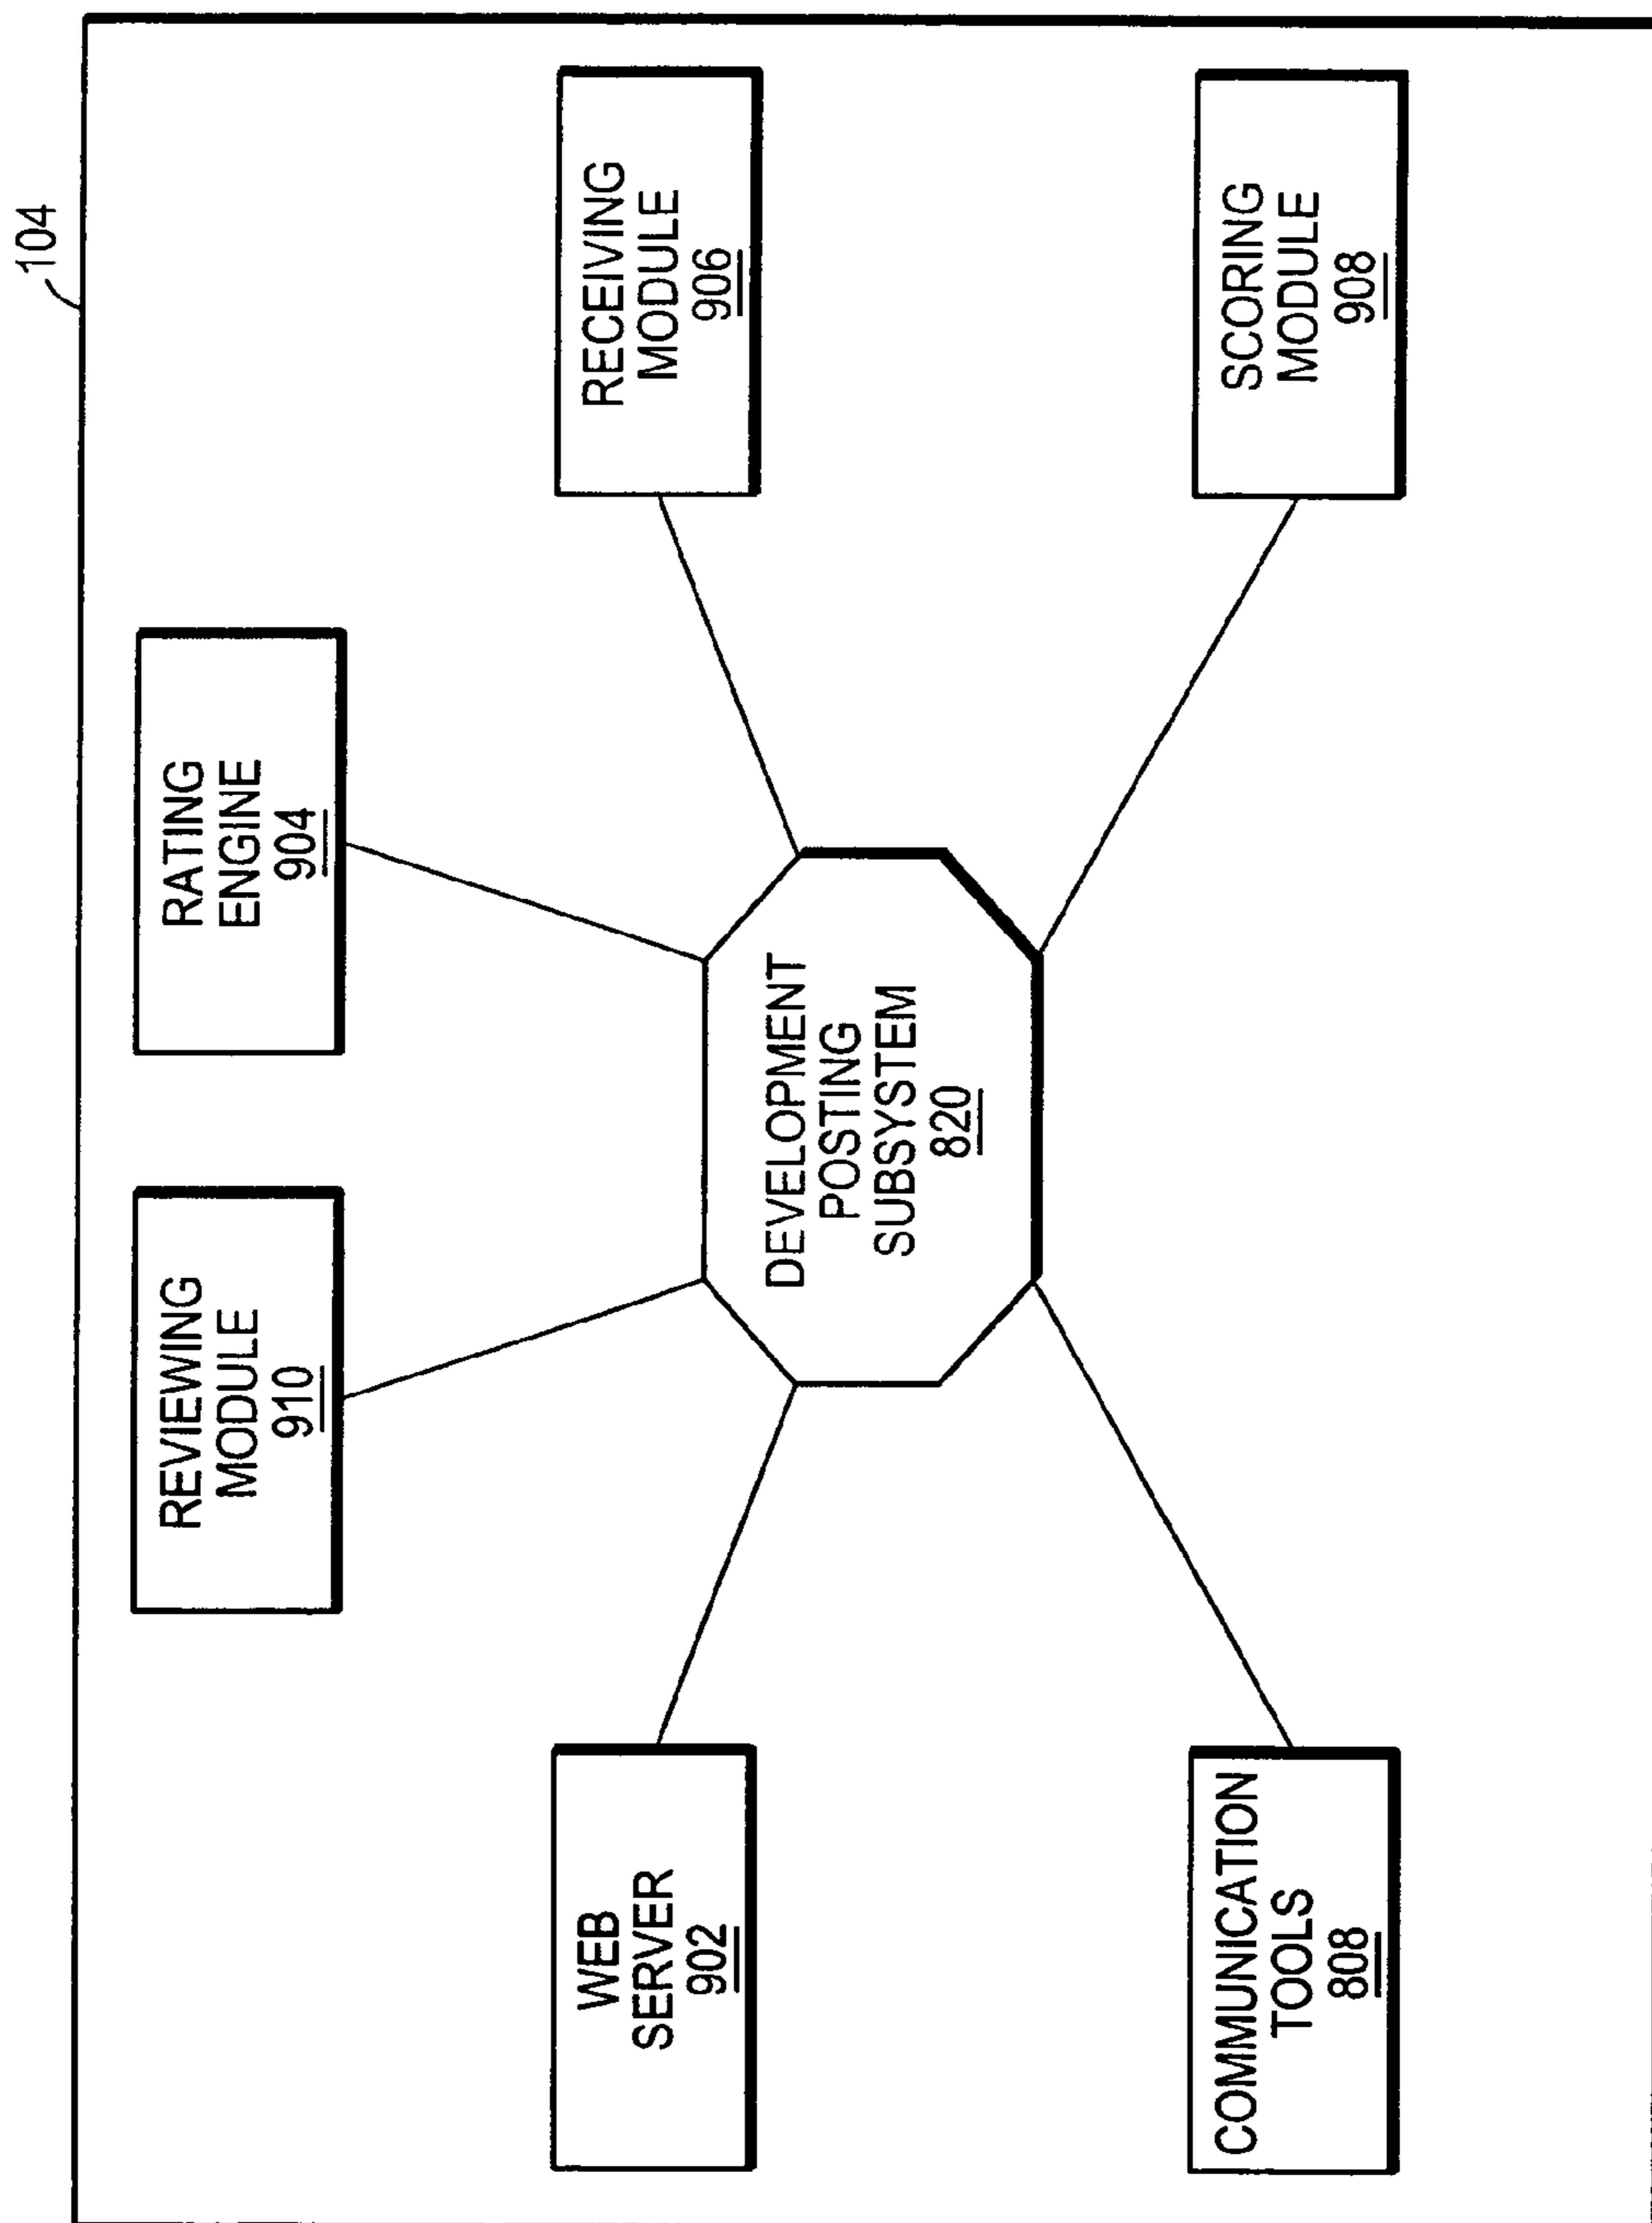 104
REVIEWING
MODULE
910
RATING
ENGINE
904
WEB
SERVER
902
RECEIVING
MODULE
906
DEVELOPMENT
POSTING
SUBSYSTEM
820
COMMUNICATION
TOOLS
808
SCORING
MODULE
908